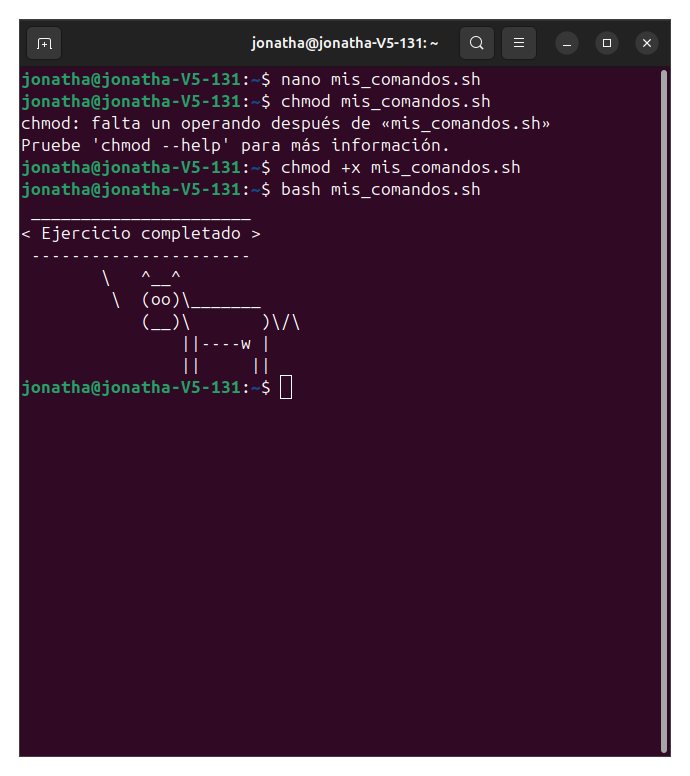 jonatha@jonatha-V5-131: ~
jonatha@jonatha-V5-131:~$ nano mis_comandos.sh
jonatha@jonatha-V5-131:~$ chmod mis_comandos.sh
chmod: falta un operando después de «mis_comandos.sh»
Pruebe 'chmod --help' para más información.
jonatha@jonatha-V5-131:~$ chmod +x mis_comandos.sh
jonatha@jonatha-V5-131:~$ bash mis_comandos.sh
 ______________________
< Ejercicio completado >
 ----------------------
        \   ^__^
         \  (oo)\_______
            (__)\       )\/\
                ||----w |
                ||     ||
jonatha@jonatha-V5-131:~$